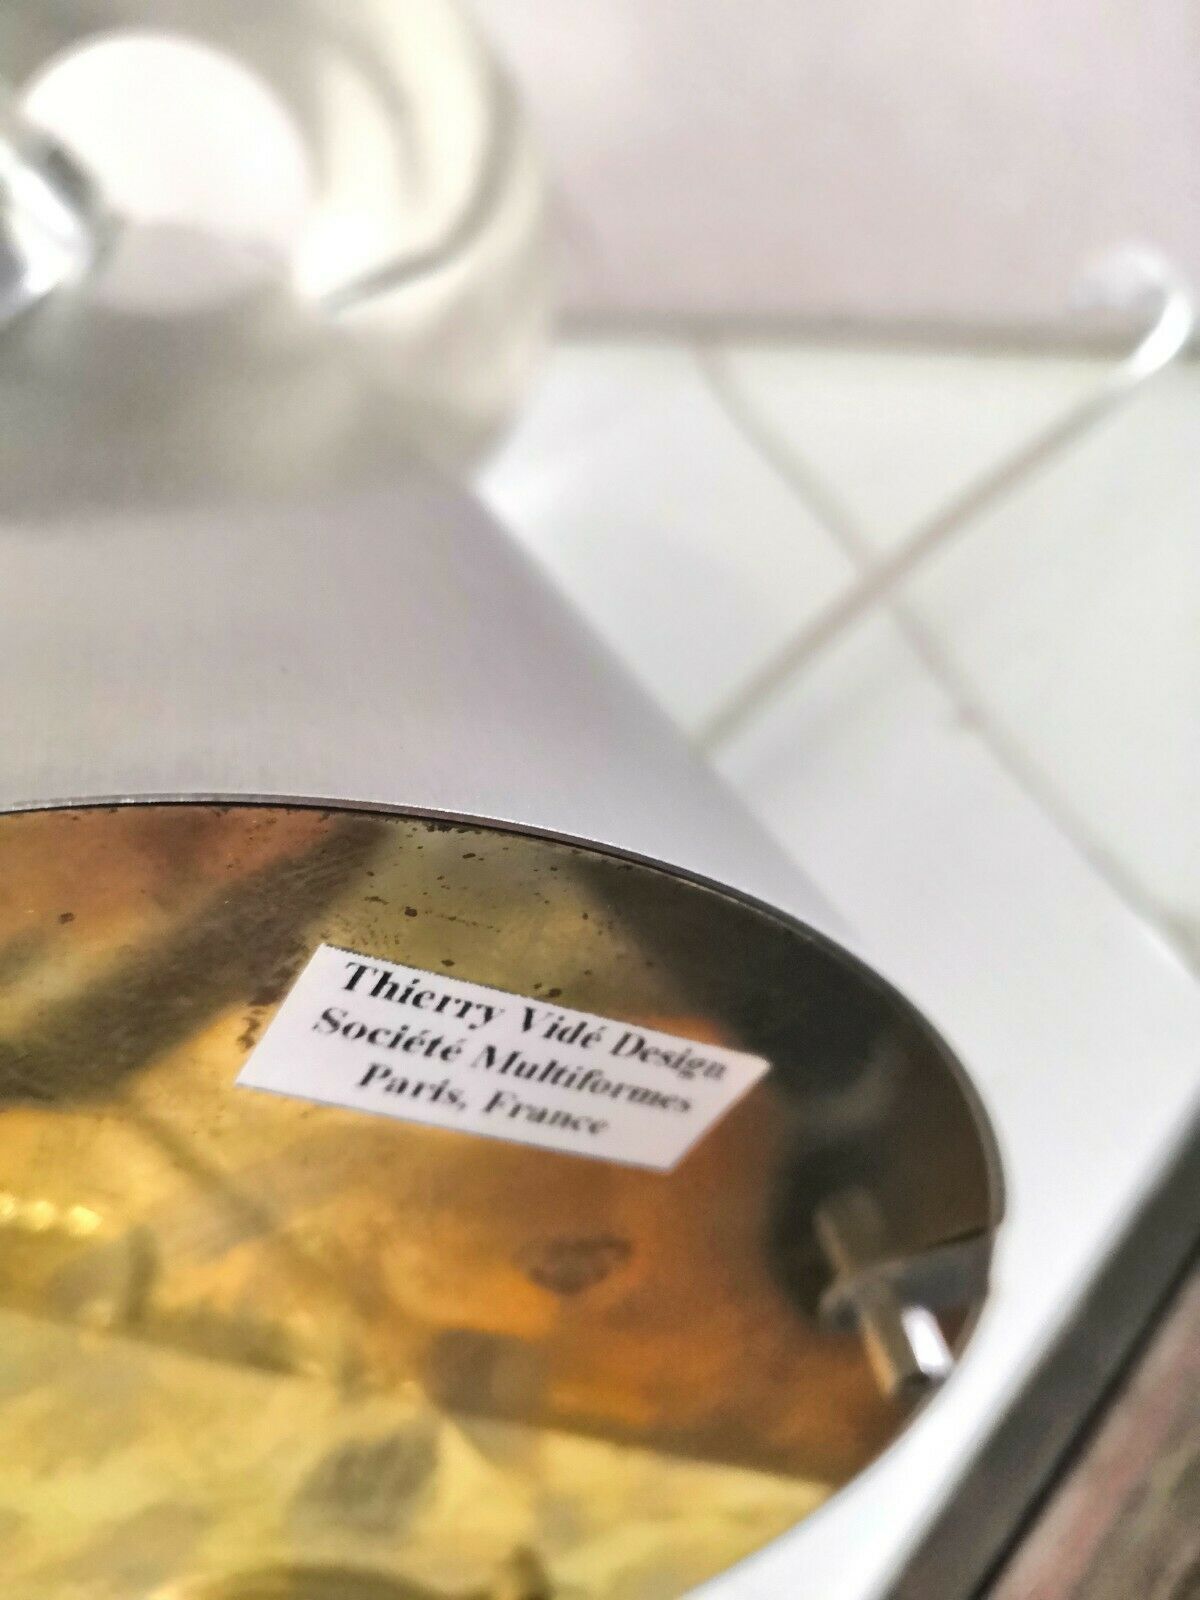 Thierry Vidé Design
Société Multiformes
Paris, France